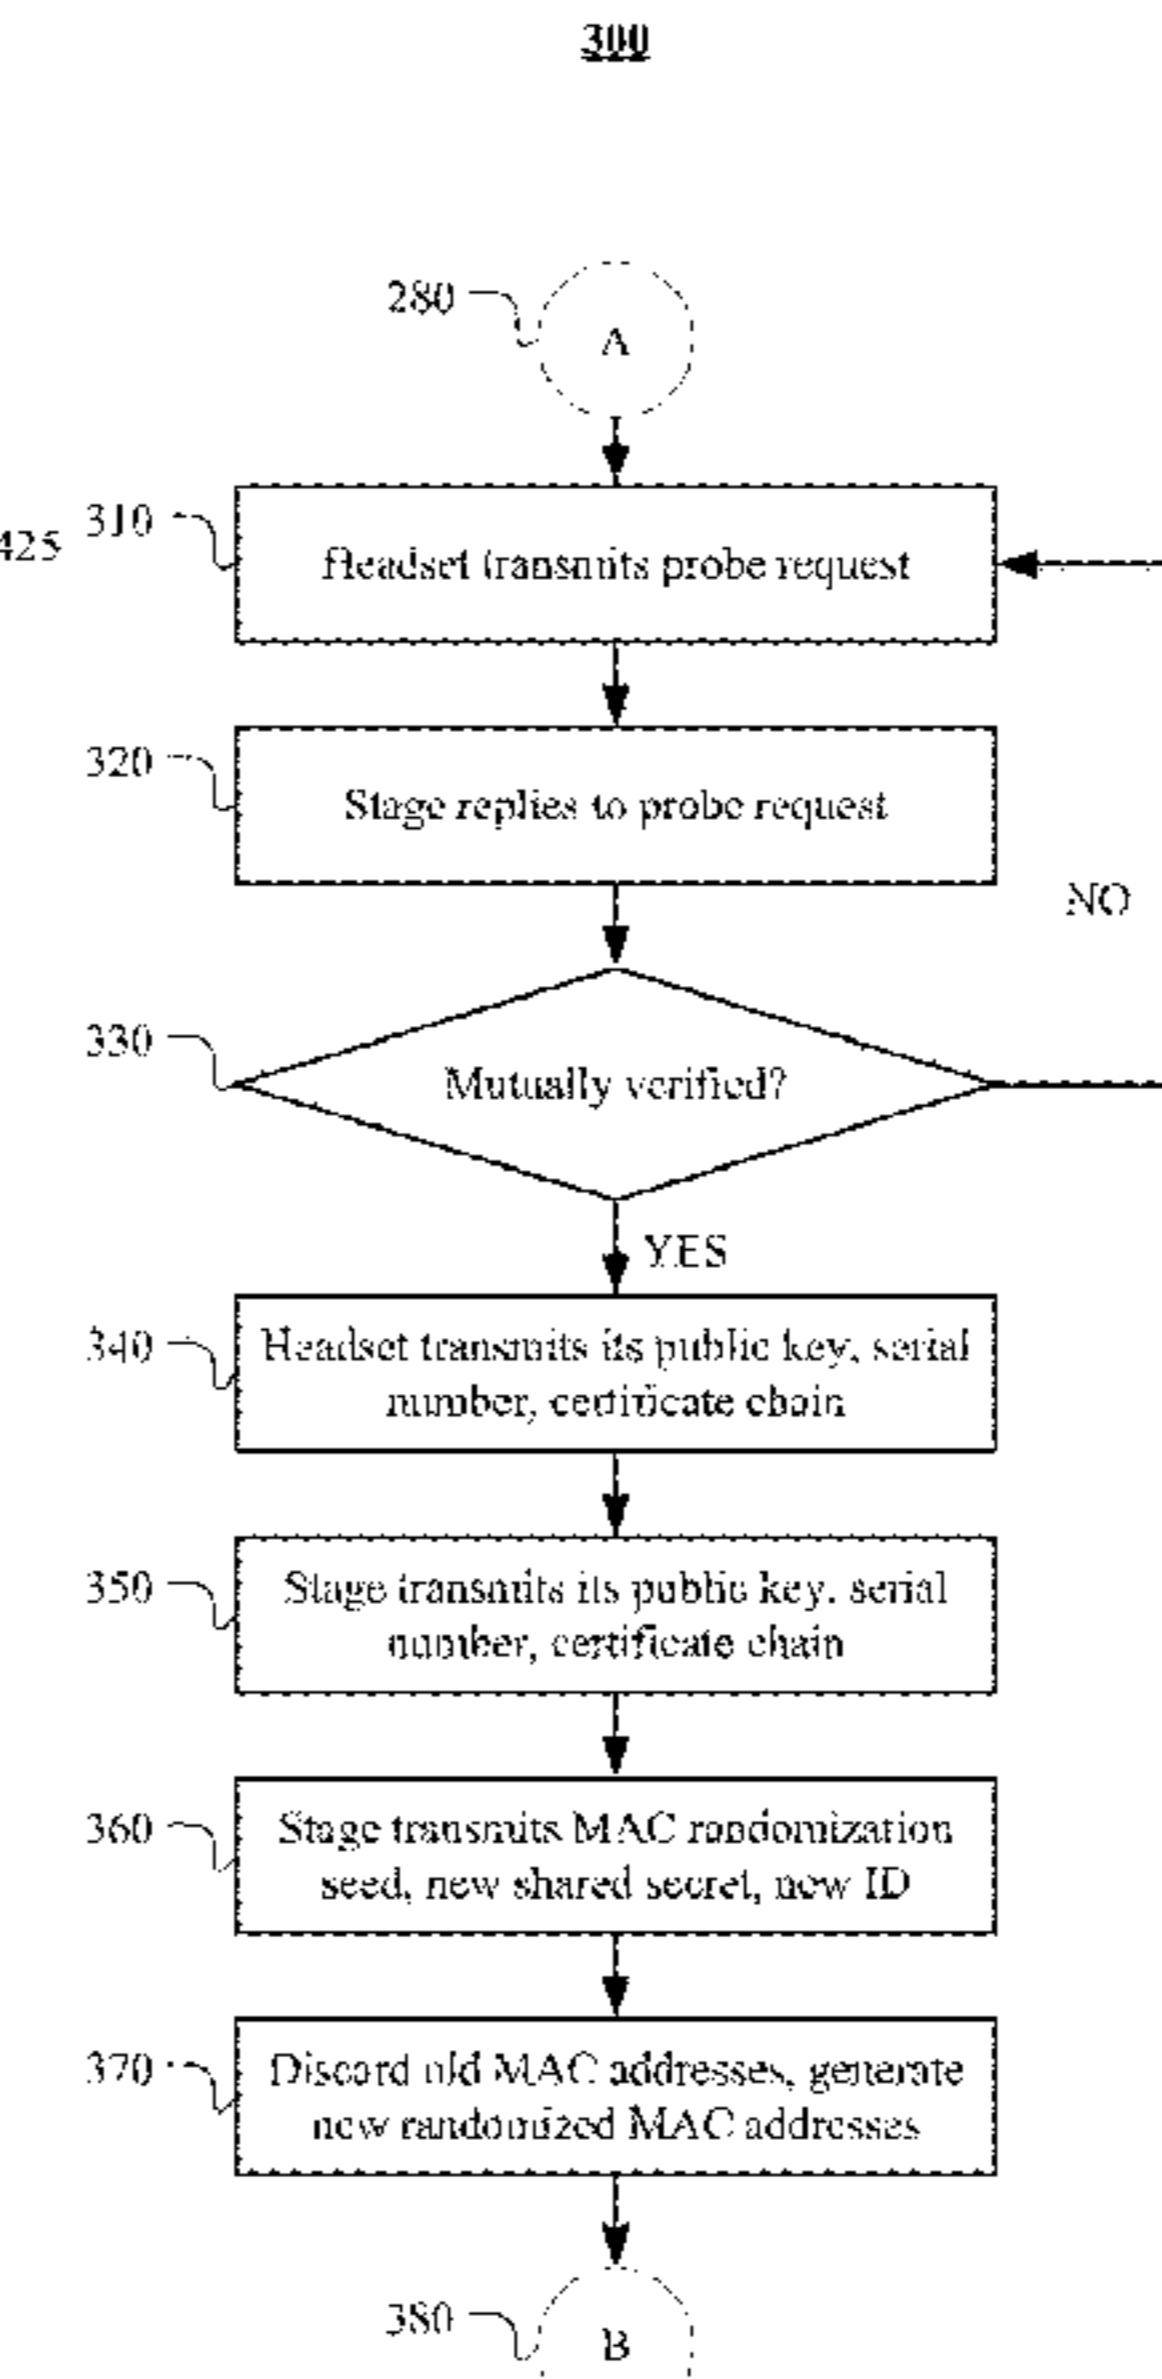 300
280
A
425
310
Headset transmits probe request
320
Stage replies to probe request
NO
330
Mutually verified?
YES
340
Headset transmits its public key, serial
number, certificate chain
350
Stage transmits its public key, serial
number, certificate chain
360
Stage transmits MAC randomization
seed, new shared secret, new ID
370
Discard old MAC addresses, generate
new randomized MAC addresses
380
B